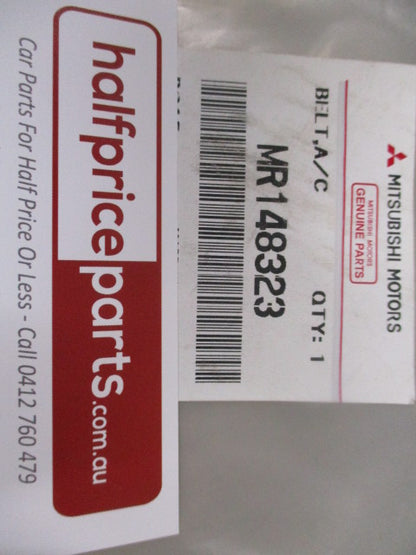 MITSUBISHI MOTORS
MITSUBISHI MOTORS
GENUINE PARTS
BELT,A/C QTY: 1
MR148323
halfpriceparts.com.au
Car Parts For Half Price Or Less - Call 0412 760 479